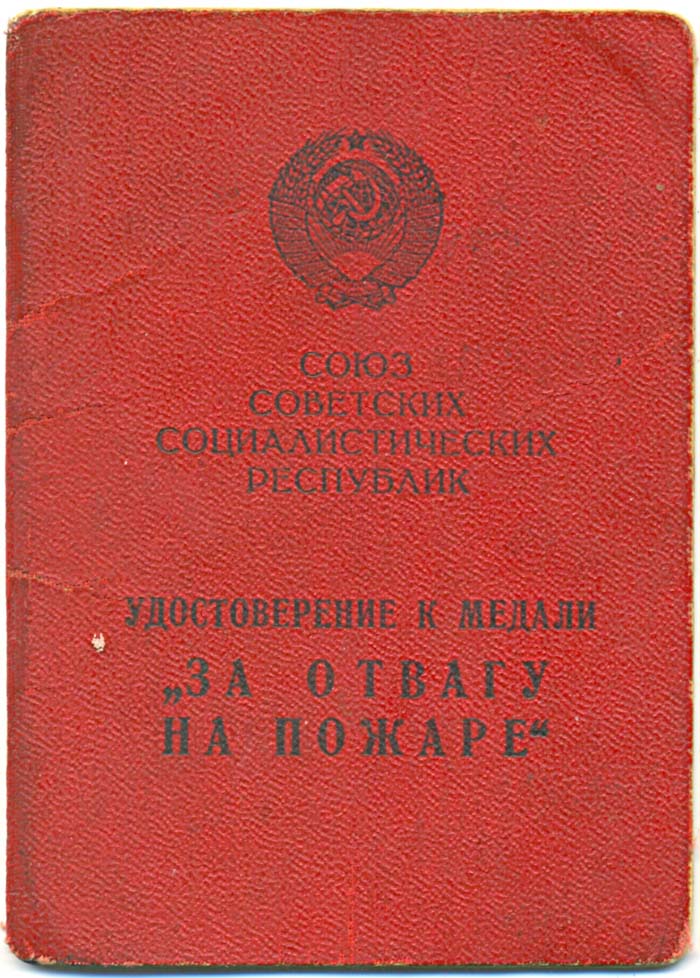 СОЮЗ
СОВЕТСКИХ
СОЦИАЛИСТИЧЕСКИХ
РЕСПУБЛИК
УДОСТОВЕРЕНИЕ К МЕДАЛИ
„ЗА ОТВАГУ
НА ПОЖАРЕ“